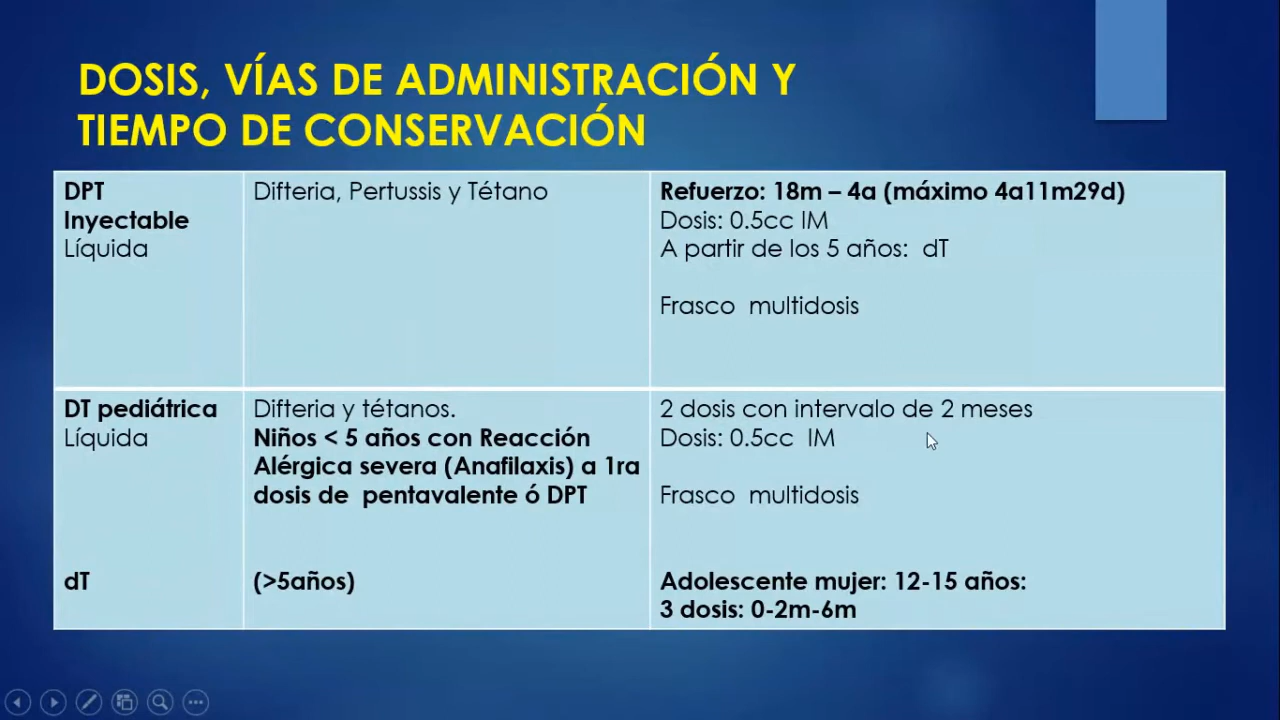 DOSIS, VÍAS DE ADMINISTRACIÓN Y
TIEMPO DE CONSERVACIÓN
DPT
Inyectable
Líquida
Difteria, Pertussis y Tétano
Refuerzo: 18m – 4a (máximo 4a11m29d)
Dosis: 0.5cc IM
A partir de los 5 años: dT
Frasco multidosis
DT pediátrica
Líquida
Difteria y tétanos.
Niños < 5 años con Reacción
Alérgica severa (Anafilaxis) a 1ra
dosis de pentavalente ó DPT
2 dosis con intervalo de 2 meses
Dosis: 0.5cc IM
Frasco multidosis
dT
(>5años)
Adolescente mujer: 12-15 años:
3 dosis: 0-2m-6m